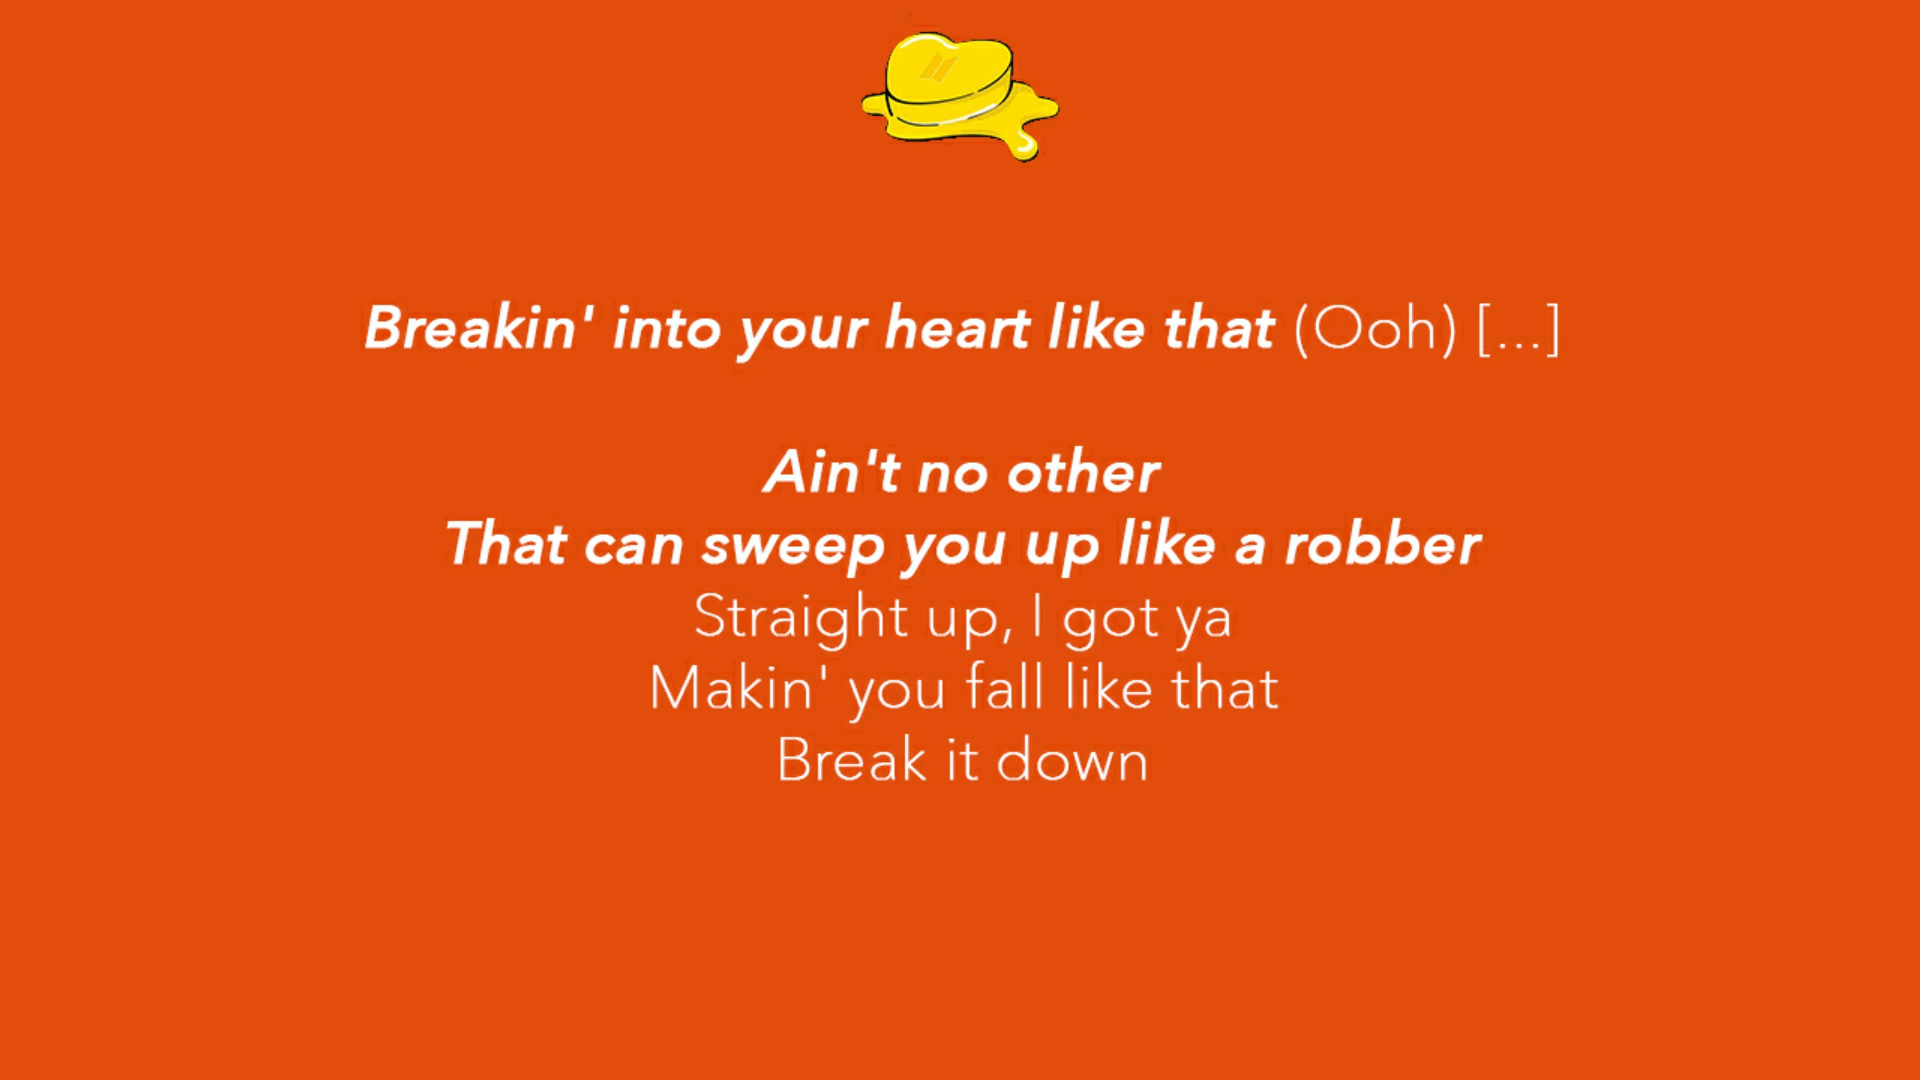 Breakin' into your heart like that (Ooh) [...]
Ain't no other
That can sweep you up like a robber
Straight up, I got ya
Makin' you fall like that
Break it down